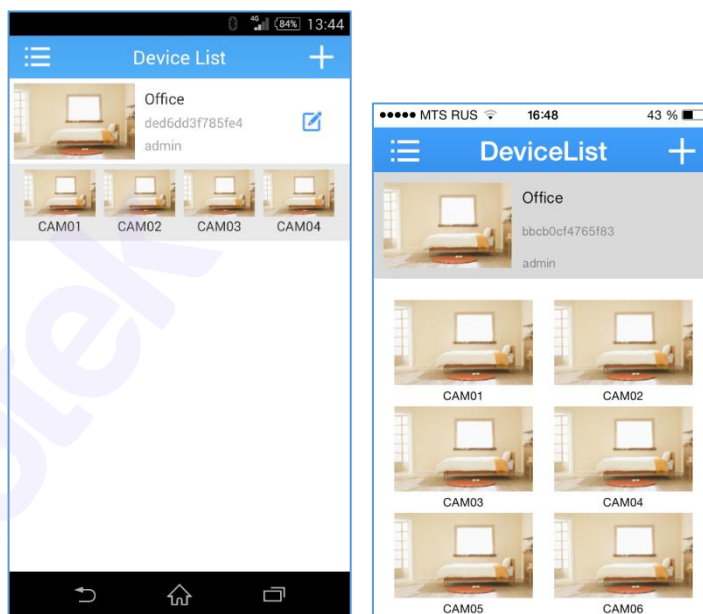 4G 84% 13:44
Device List
Office
ded6dd3f785fe4
admin
CAM01 CAM02 CAM03 CAM04
MTS RUS 16:48 43 %
DeviceList
Office
bbcb0cf4765f83
admin
CAM01 CAM02
CAM03 CAM04
CAM05 CAM06